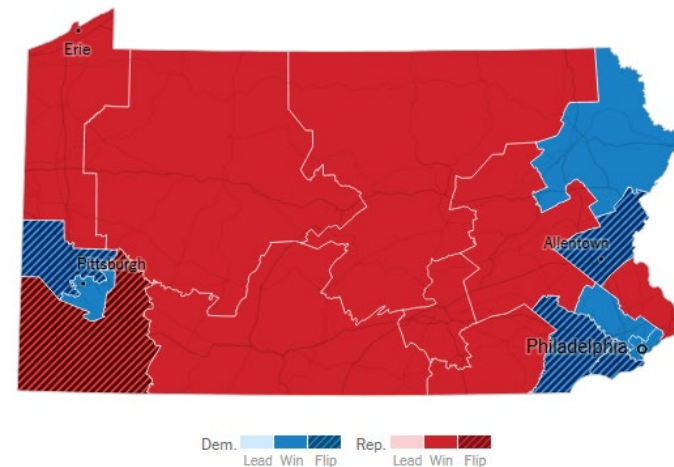 Erie
Pittsburgh
Allentown
Philadelphia
Dem. Rep.
Lead Win Flip Lead Win Flip